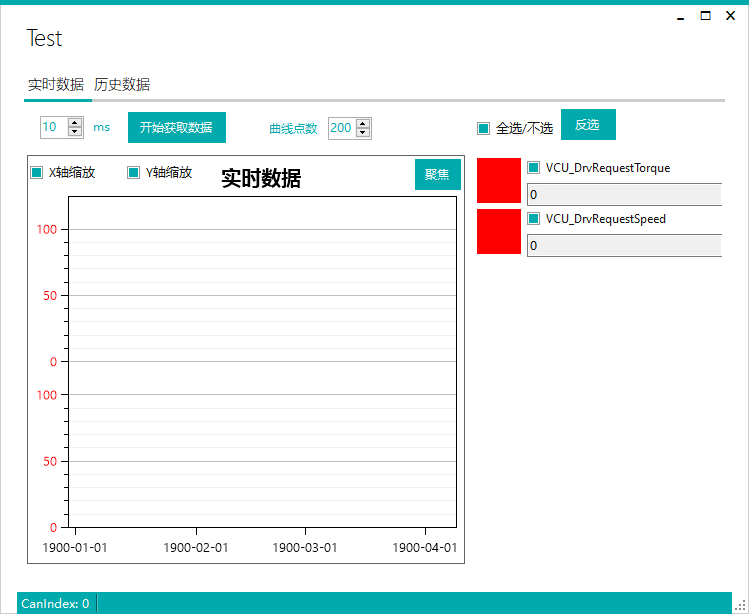 Test
实时数据 历史数据
10 ms 开始获取数据 曲线点数 200 全选/不选 反选
X轴缩放 Y轴缩放 实时数据 聚焦
VCU_DrvRequestTorque
0
VCU_DrvRequestSpeed
0
100
50
0
100
50
0
1900-01-01 1900-02-01 1900-03-01 1900-04-01
CanIndex: 0